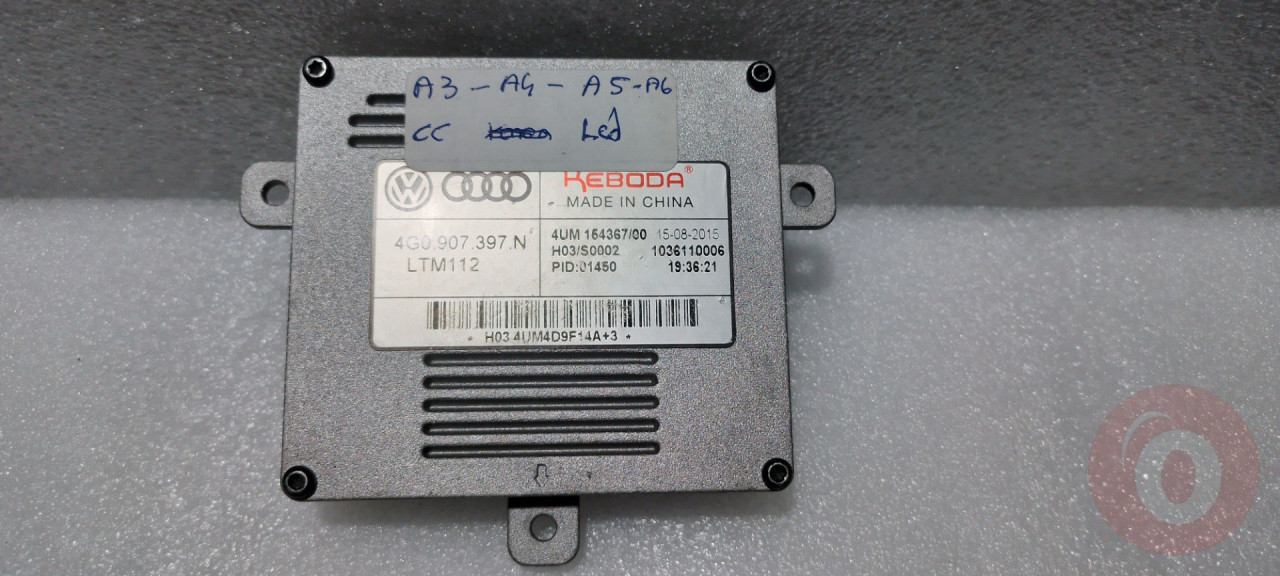 A3 - A4 - A5 - A6
CC Led
KEBODA®
MADE IN CHINA
4G0.907.397.N
LTM112
4UM 154367/00 15-08-2015
H03/S0002 1036110006
PID:01450 19:36:21
* H03 4UM4D9F14A+3 *